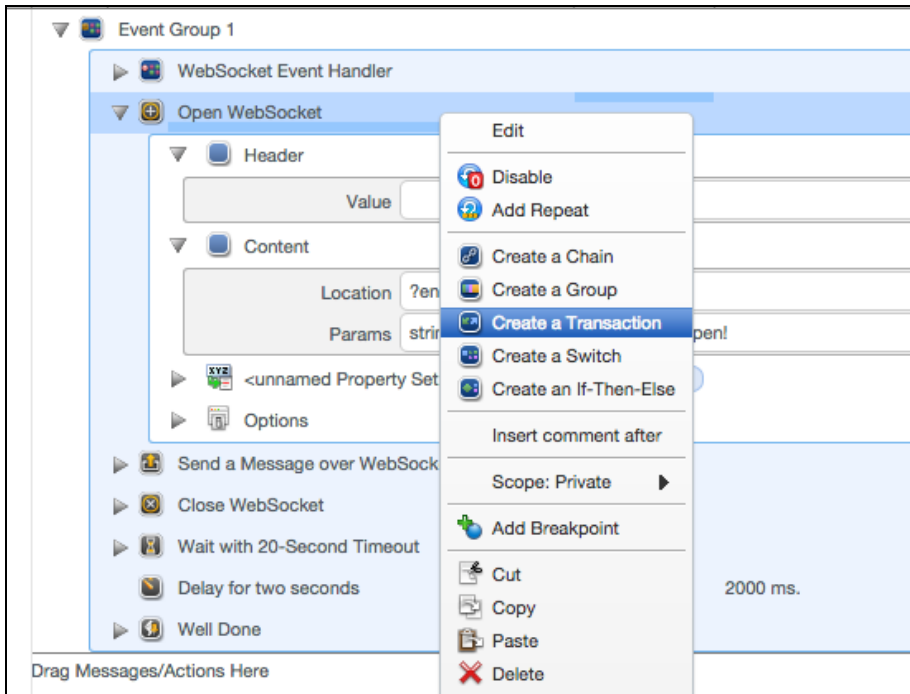 Event Group 1
WebSocket Event Handler
Open WebSocket
Edit
Header
Disable
Value
Add Repeat
Content
Create a Chain
Location ?en
Create a Group
Params strin pen!
Create a Transaction
Create a Switch
<unnamed Property Set
Create an If-Then-Else
Options
Insert comment after
Send a Message over WebSock
Scope: Private
Close WebSocket
Add Breakpoint
Wait with 20-Second Timeout
Cut
Delay for two seconds 2000 ms.
Copy
Well Done
Paste
Drag Messages/Actions Here
Delete